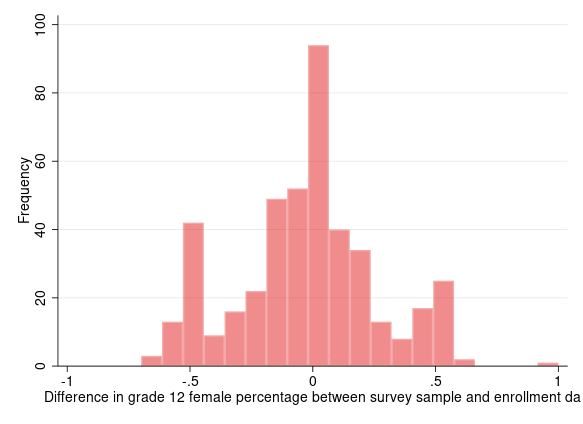 100
80
60
40
20
0
Frequency
-1 -.5 0 .5 1
Difference in grade 12 female percentage between survey sample and enrollment da